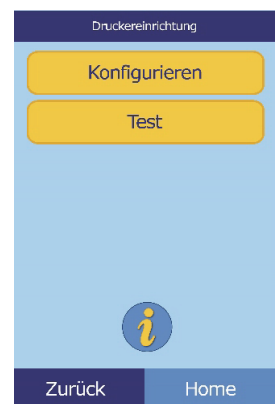 Druckereinrichtung
Konfigurieren
Test
i
Zurück Home